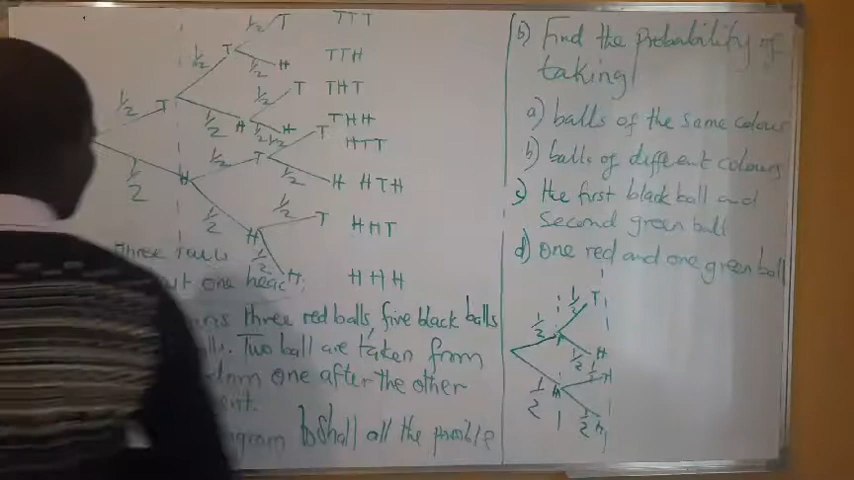 1/2 T TTT
1/2 T 1/2 H TTH
1/2 T 1/2 T THT
1/2 H 1/2 H THH
1/2 T HTT
1/2 H 1/2 T 1/2 H HTH
1/2 H 1/2 T HHT
1/2 H HHH
Three
one head
three red balls, five black balls
Two ball are taken from
one after the other
to shall all the possible
b) Find the probability of
taking
a) balls of the same colour
b) balls of different colours
c) the first black ball and
second green ball
d) one red and one green ball
1/2 1/2 T
1/2 H
1/2 H
1/2 1/2